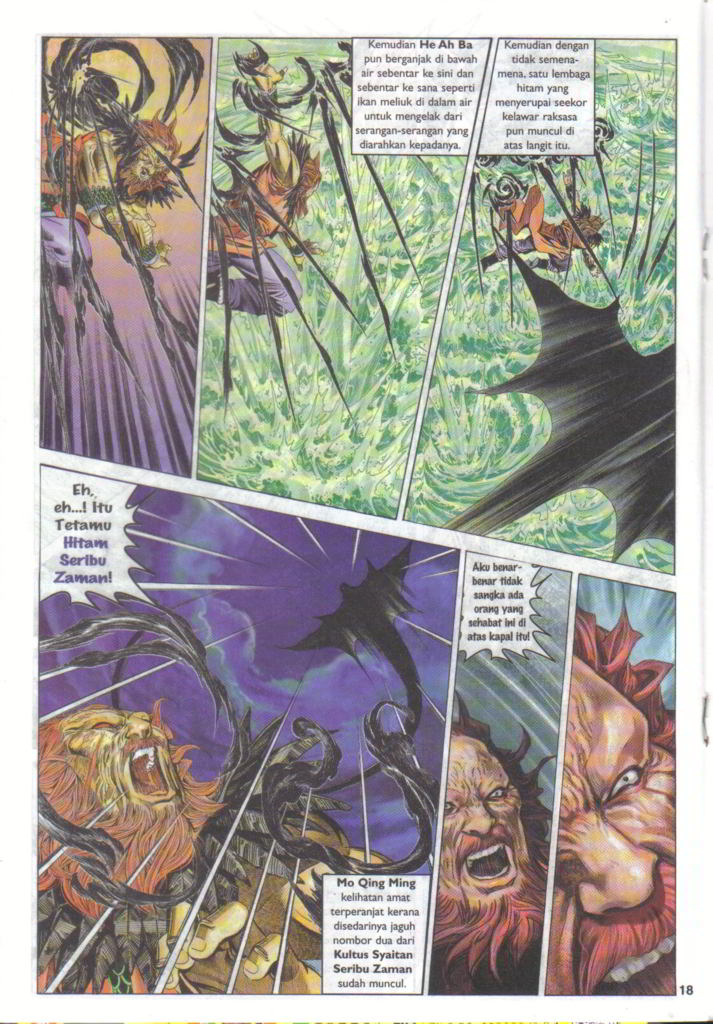 Kemudian He Ah Ba
pun berganjak di bawah
air sebentar ke sini dan
sebentar ke sana seperti
ikan meliuk di dalam air
untuk mengelak dari
serangan-serangan yang
diarahkan kepadanya.
Kemudian dengan
tidak semena-
mena, satu lembaga
hitam yang
menyerupai seekor
kelawar raksasa
pun muncul di
atas langit itu.
Eh,
eh...! Itu
Tetamu
Hitam
Seribu
Zaman!
Mo Qing Ming
kelihatan amat
terperanjat kerana
disedarinya jaguh
nombor dua dari
Kultus Syaitan
Seribu Zaman
sudah muncul.
Aku benar-
benar tidak
sangka ada
orang yang
sehabat ini di
atas kapal itu!
18